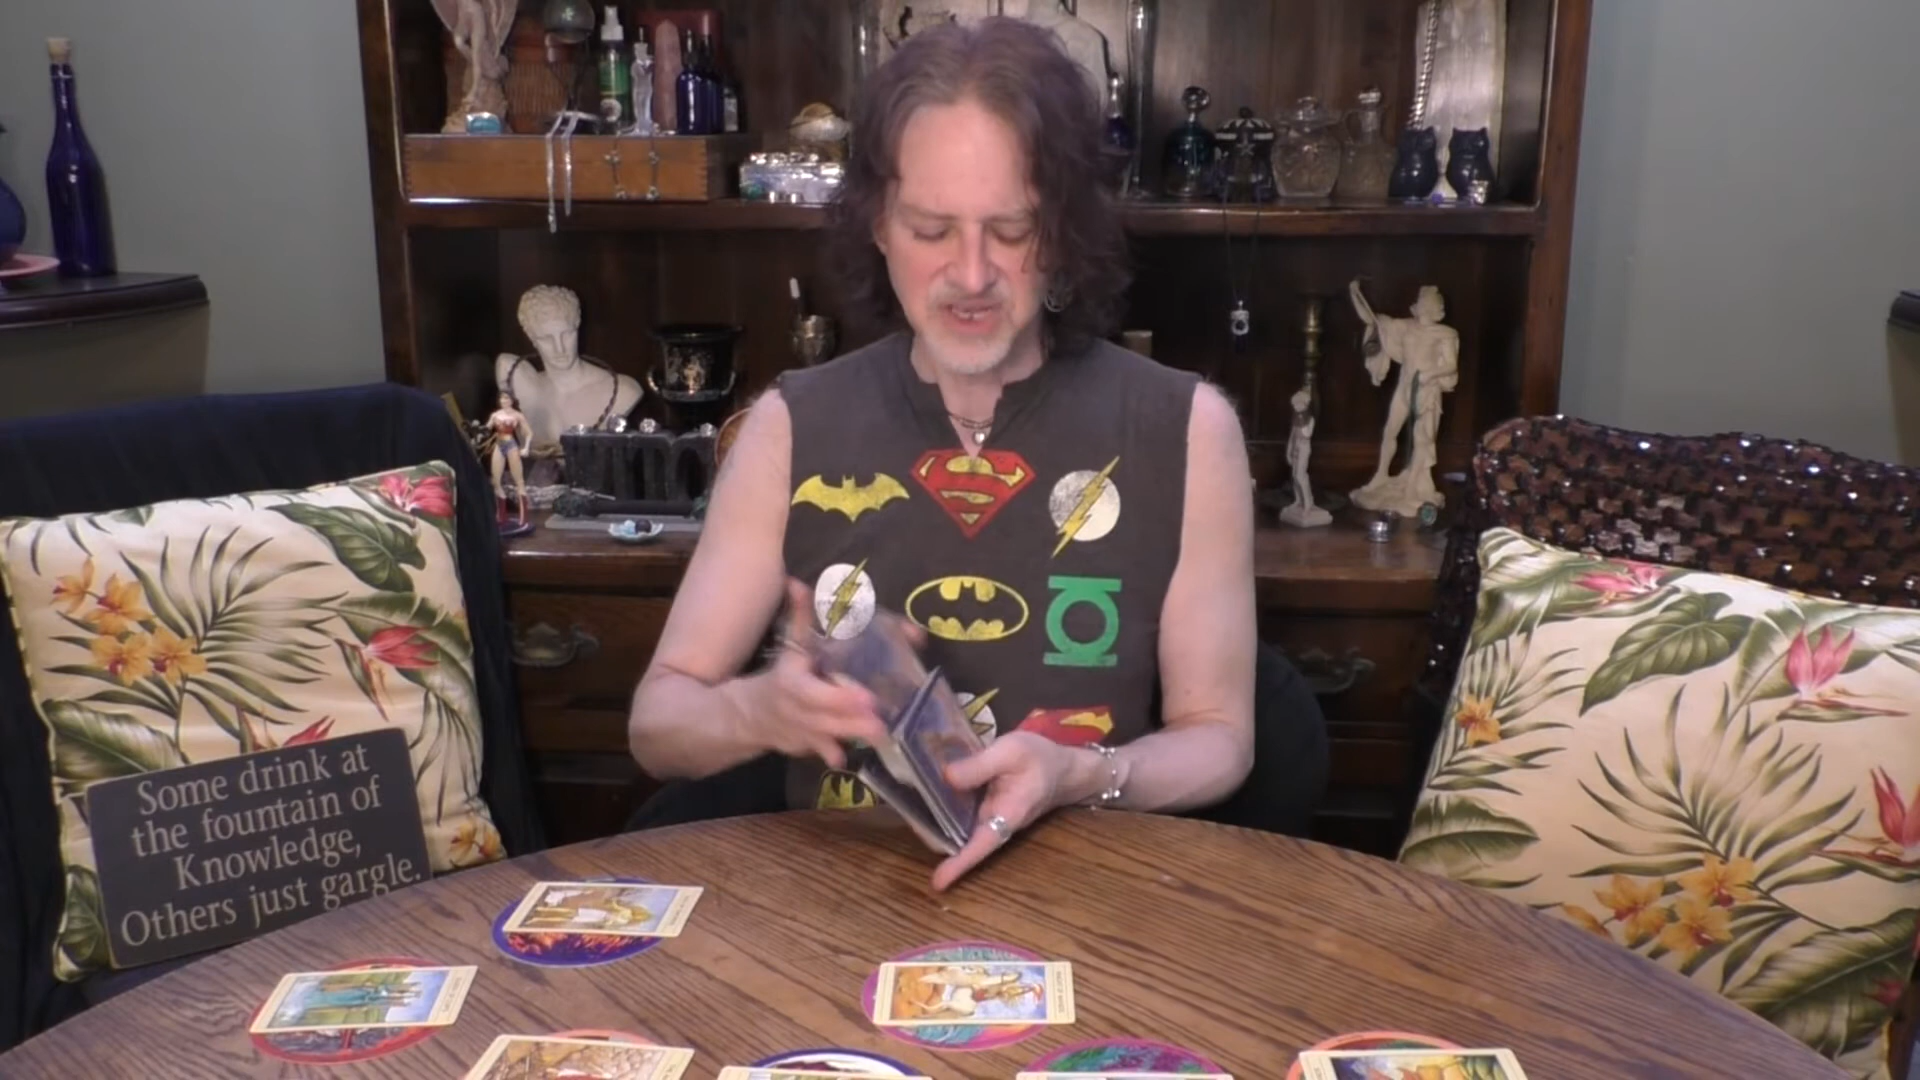 Some drink at
the fountain of
Knowledge,
Others just gargle.